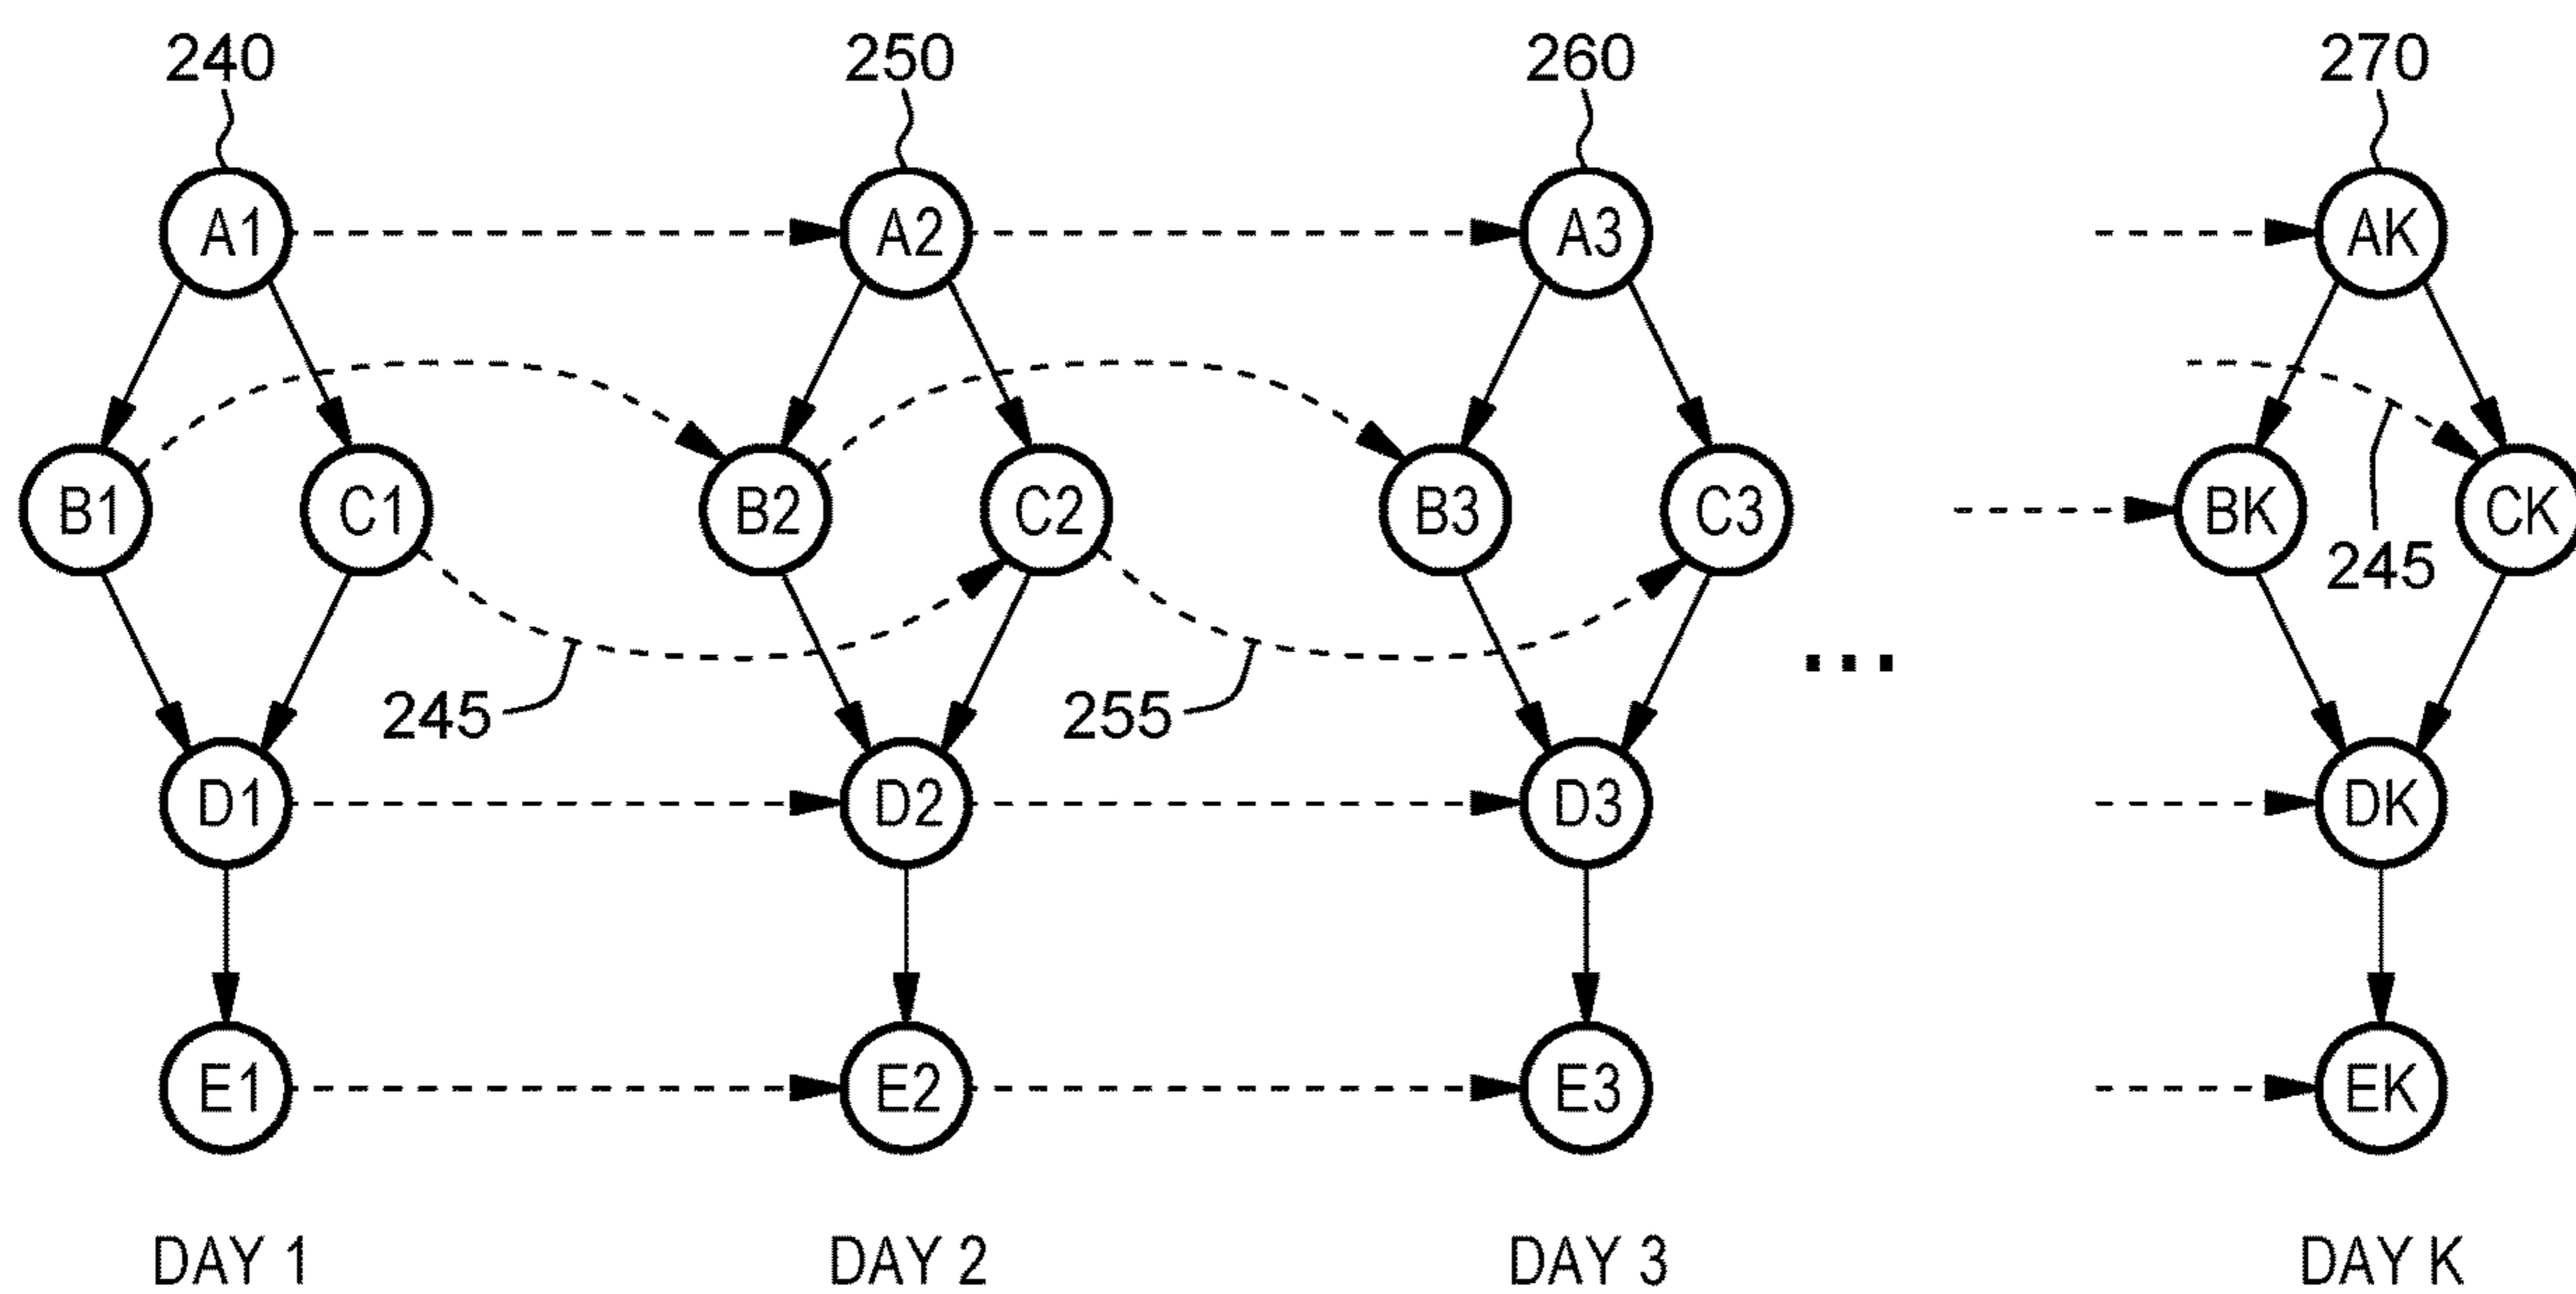 240 250 260 270
A1 A2 A3 AK
B1 C1 B2 C2 B3 C3 BK CK
245
245 255 ...
D1 D2 D3 DK
E1 E2 E3 EK
DAY 1 DAY 2 DAY 3 DAY K